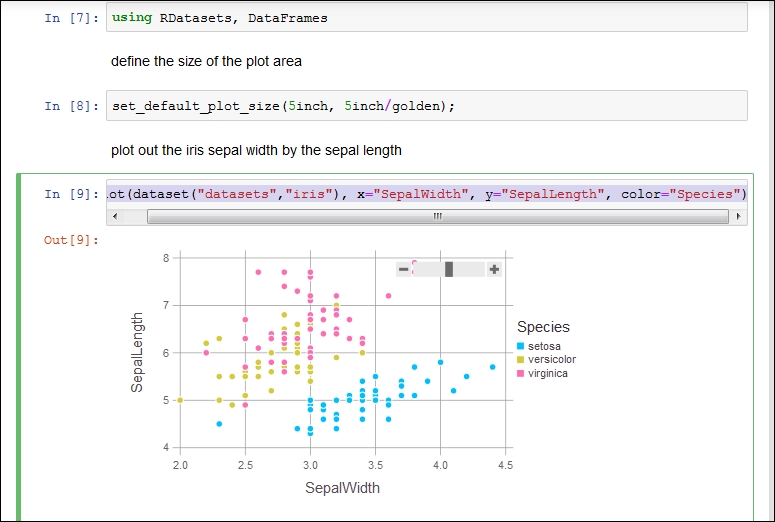 In [7]: using RDatasets, DataFrames
define the size of the plot area
In [8]: set_default_plot_size(5inch, 5inch/golden);
plot out the iris sepal width by the sepal length
In [9]: ot(dataset("datasets","iris"), x="SepalWidth", y="SepalLength", color="Species")
Out[9]:
8
7
6
5
4
SepalLength
2.0 2.5 3.0 3.5 4.0 4.5
SepalWidth
Species
setosa
versicolor
virginica